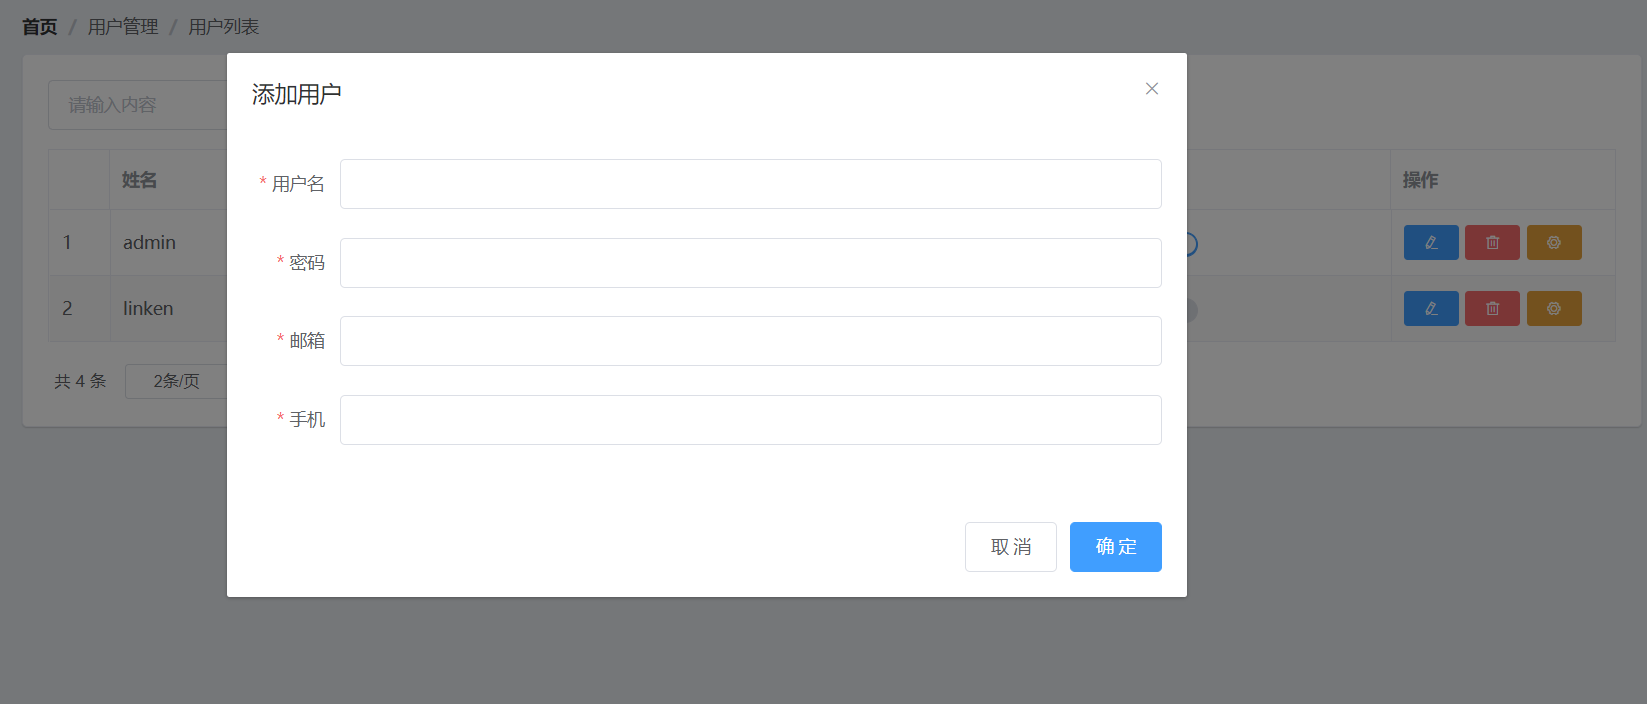 首页 / 用户管理 / 用户列表
请输入内容
添加用户
* 用户名
* 密码
* 邮箱
* 手机
取 消
确 定
姓名
操作
1 admin
2 linken
共 4 条
2条/页